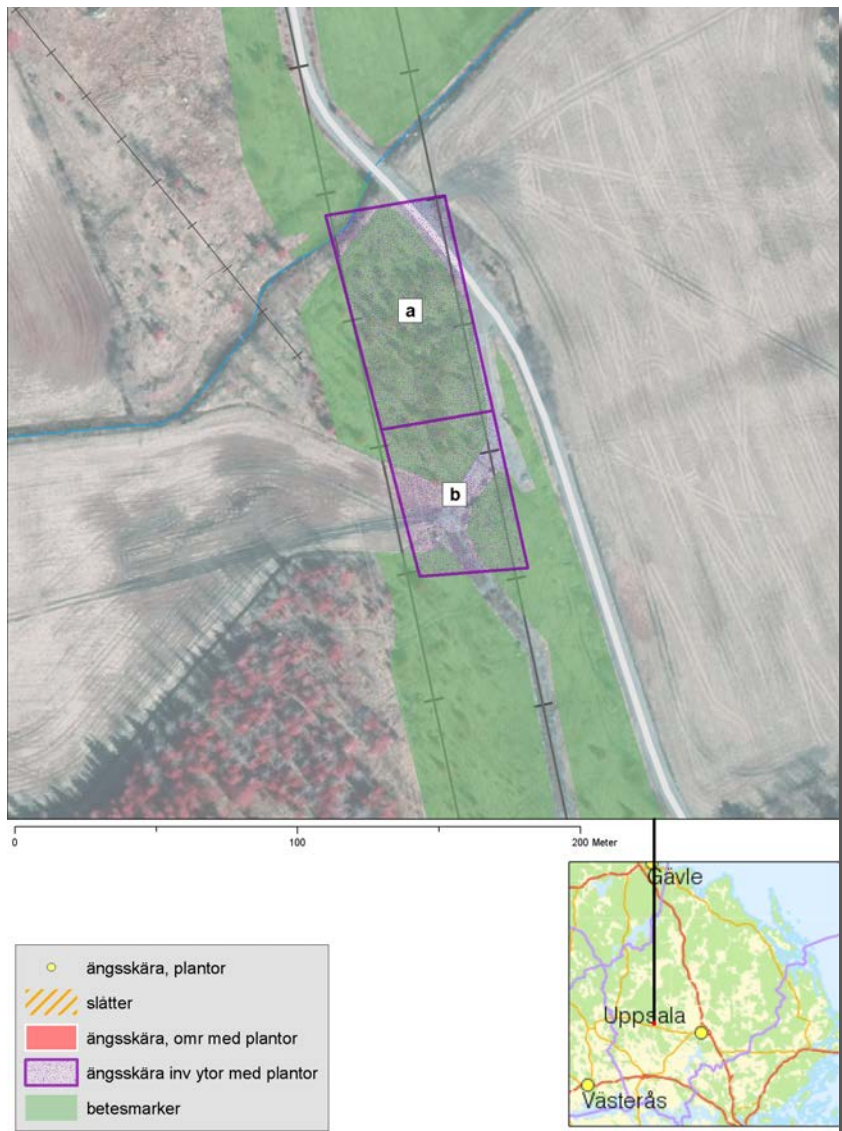 a
b
0 100 200 Meter
Gävle
Uppsala
Västerås
ängsskära, plantor
slåtter
ängsskära, omr med plantor
ängsskära inv ytor med plantor
betesmarker